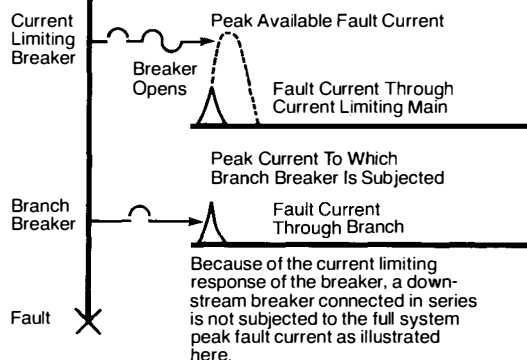 Current
Limiting
Breaker
Peak Available Fault Current
Breaker
Opens
Fault Current Through
Current Limiting Main
Peak Current To Which
Branch Breaker Is Subjected
Branch
Breaker
Fault Current
Through Branch
Because of the current limiting
response of the breaker, a down-
stream breaker connected in series
is not subjected to the full system
peak fault current as illustrated
here.
Fault